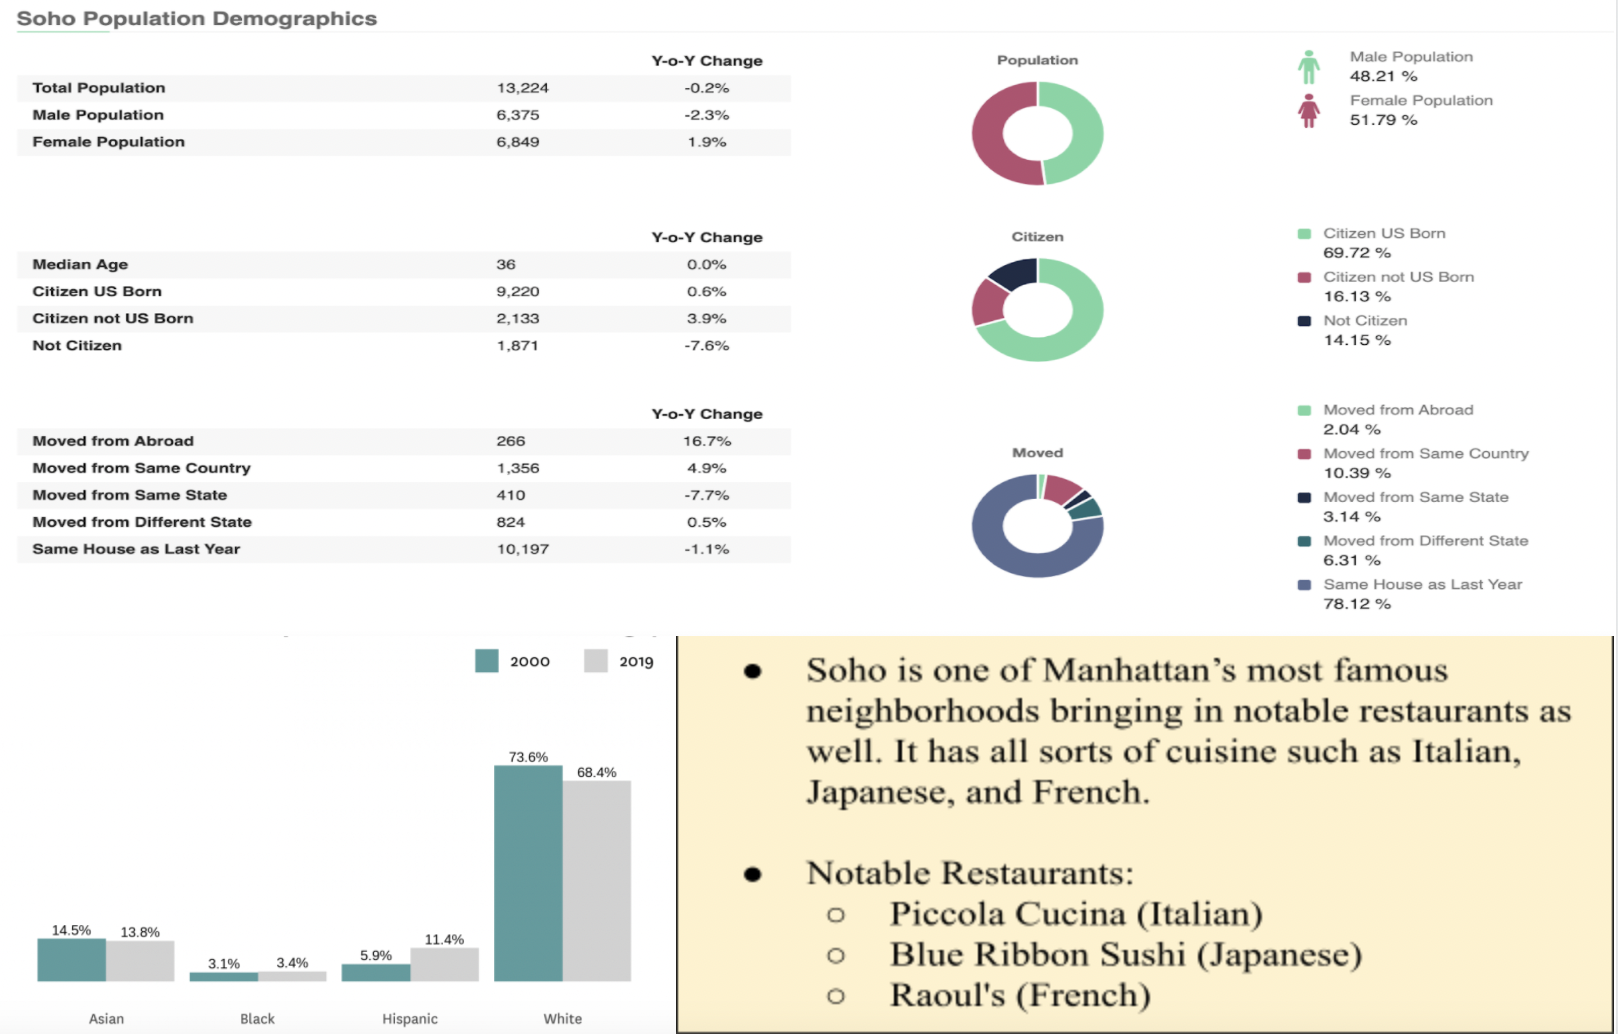 Soho Population Demographics
Y-o-Y Change
Total Population 13,224 -0.2%
Male Population 6,375 -2.3%
Female Population 6,849 1.9%
Population
Male Population
48.21 %
Female Population
51.79 %
Y-o-Y Change
Median Age 36 0.0%
Citizen US Born 9,220 0.6%
Citizen not US Born 2,133 3.9%
Not Citizen 1,871 -7.6%
Citizen
Citizen US Born
69.72 %
Citizen not US Born
16.13 %
Not Citizen
14.15 %
Y-o-Y Change
Moved from Abroad 266 16.7%
Moved from Same Country 1,356 4.9%
Moved from Same State 410 -7.7%
Moved from Different State 824 0.5%
Same House as Last Year 10,197 -1.1%
Moved
Moved from Abroad
2.04 %
Moved from Same Country
10.39 %
Moved from Same State
3.14 %
Moved from Different State
6.31 %
Same House as Last Year
78.12 %
2000 2019
14.5% 13.8%
3.1% 3.4%
5.9% 11.4%
73.6% 68.4%
Asian Black Hispanic White
● Soho is one of Manhattan's most famous
neighborhoods bringing in notable restaurants as
well. It has all sorts of cuisine such as Italian,
Japanese, and French.
● Notable Restaurants:
○ Piccola Cucina (Italian)
○ Blue Ribbon Sushi (Japanese)
○ Raoul's (French)